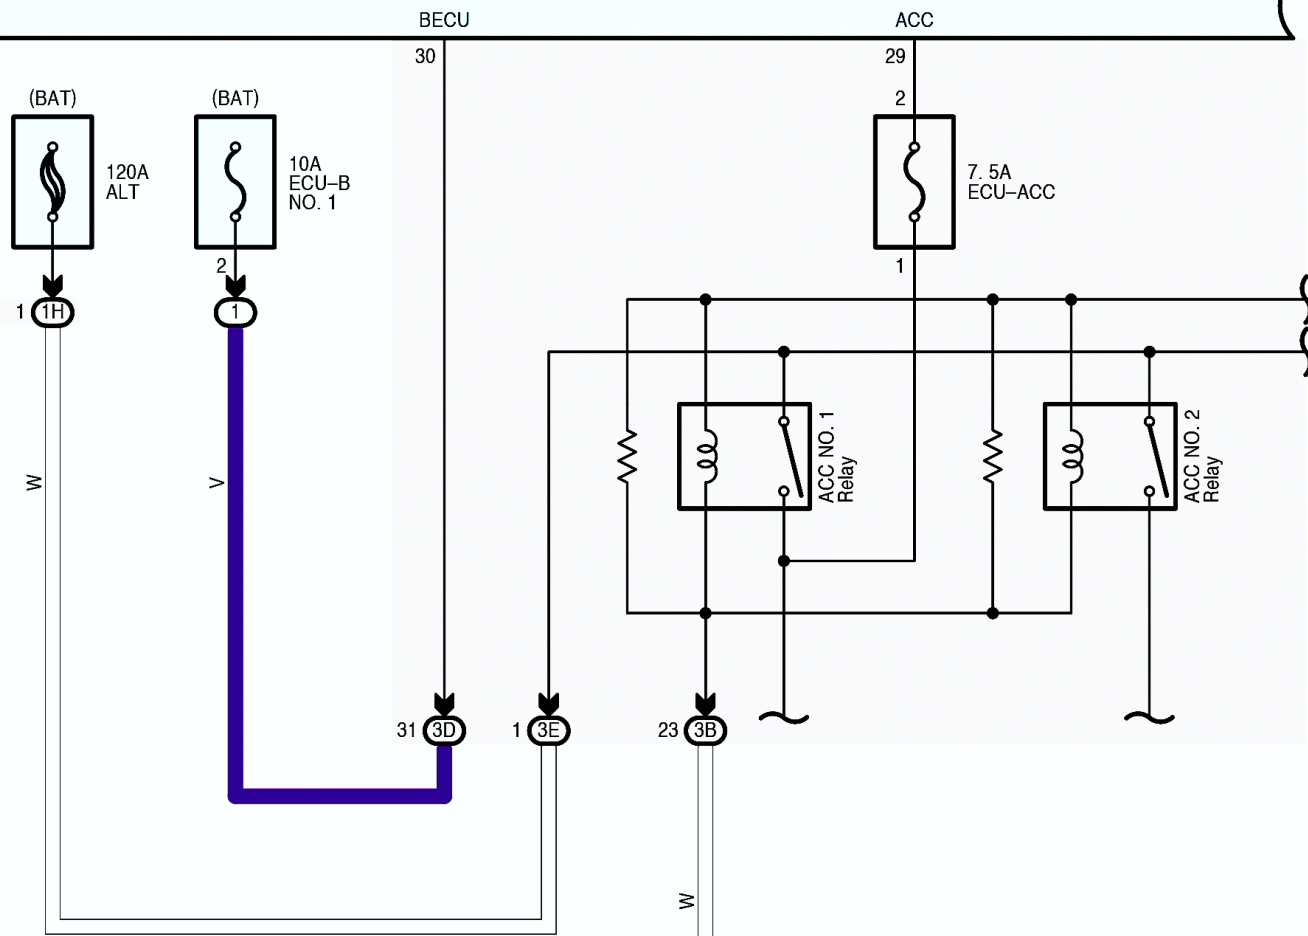 BECU
ACC
30
29
(BAT)
(BAT)
2
120A
ALT
10A
ECU–B
NO. 1
7. 5A
ECU–ACC
2
1
1
1H
1
ACC NO. 1
Relay
ACC NO. 2
Relay
W
V
31
3D
1
3E
23
3B
W